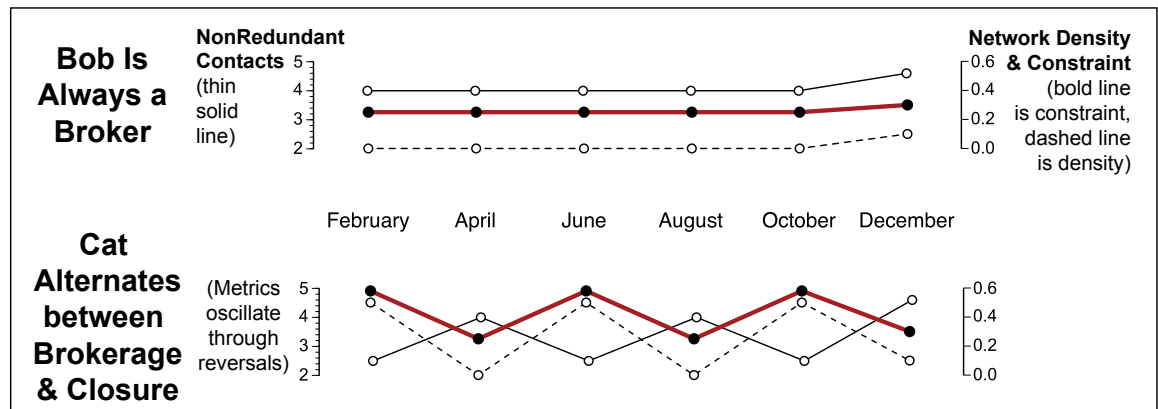 Bob Is
Always a
Broker
NonRedundant
Contacts
(thin
solid
line)
5
4
3
2
Network Density
& Constraint
(bold line
is constraint,
dashed line
is density)
0.6
0.4
0.2
0.0
February April June August October December
Cat
Alternates
between
Brokerage
& Closure
(Metrics
oscillate
through
reversals)
5
4
3
2
0.6
0.4
0.2
0.0